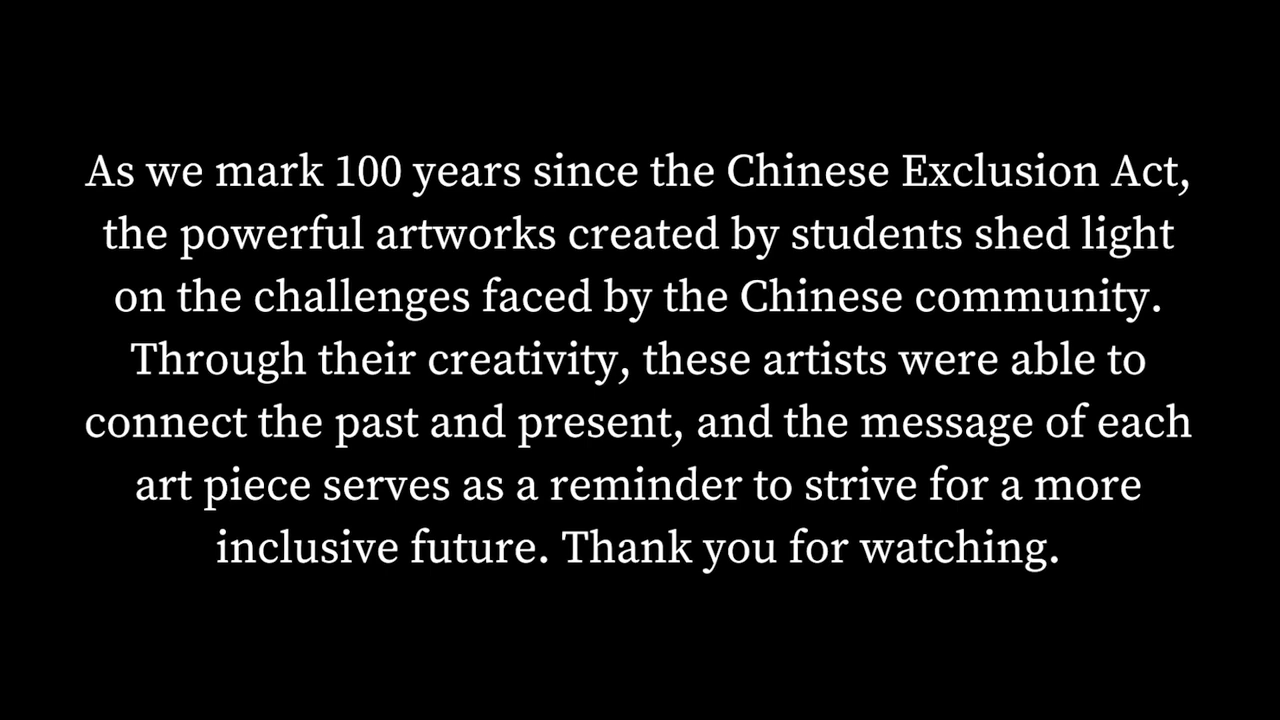 As we mark 100 years since the Chinese Exclusion Act,
the powerful artworks created by students shed light
on the challenges faced by the Chinese community.
Through their creativity, these artists were able to
connect the past and present, and the message of each
art piece serves as a reminder to strive for a more
inclusive future. Thank you for watching.